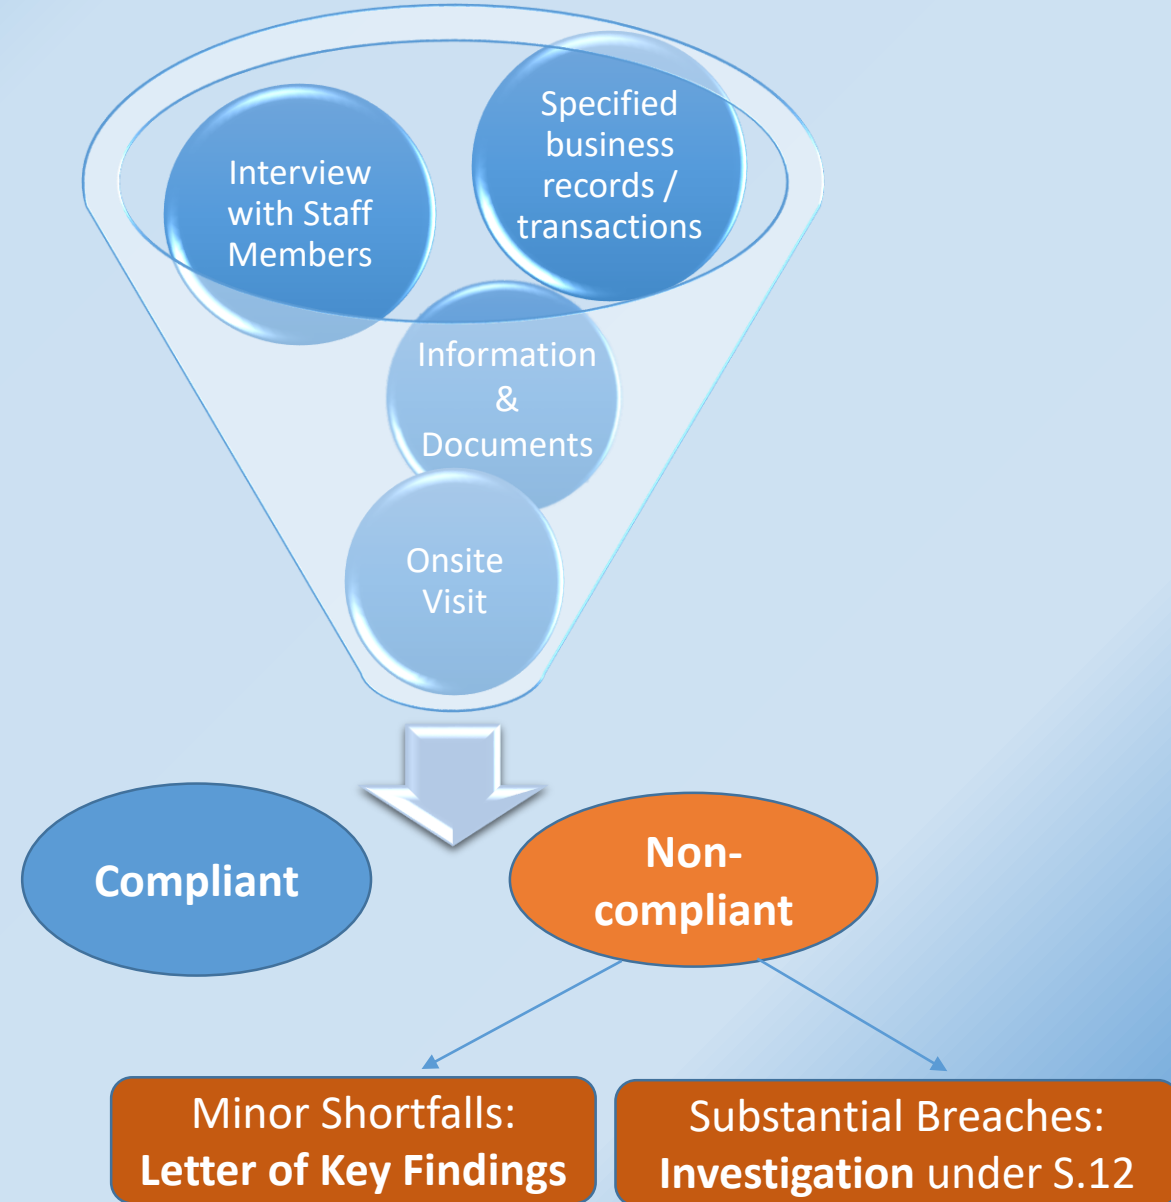 Specified
business
records /
transactions
Interview
with Staff
Members
Information
&
Documents
Onsite
Visit
Compliant
Non-
compliant
Minor Shortfalls:
Letter of Key Findings
Substantial Breaches:
Investigation under S.12